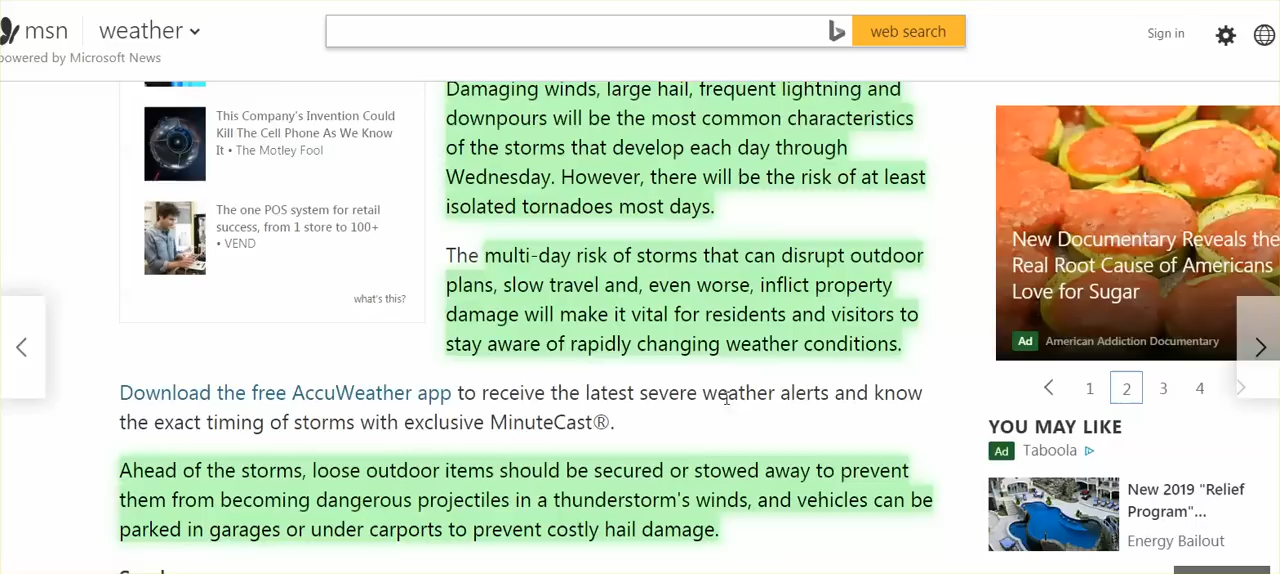 msn
weather
powered by Microsoft News
web search
Sign in
This Company's Invention Could
Kill The Cell Phone As We Know
It • The Motley Fool
The one POS system for retail
success, from 1 store to 100+
• VEND
what's this?
Damaging winds, large hail, frequent lightning and
downpours will be the most common characteristics
of the storms that develop each day through
Wednesday. However, there will be the risk of at least
isolated tornadoes most days.
The multi-day risk of storms that can disrupt outdoor
plans, slow travel and, even worse, inflict property
damage will make it vital for residents and visitors to
stay aware of rapidly changing weather conditions.
Download the free AccuWeather app to receive the latest severe weather alerts and know
the exact timing of storms with exclusive MinuteCast®.
Ahead of the storms, loose outdoor items should be secured or stowed away to prevent
them from becoming dangerous projectiles in a thunderstorm's winds, and vehicles can be
parked in garages or under carports to prevent costly hail damage.
New Documentary Reveals the
Real Root Cause of Americans
Love for Sugar
Ad American Addiction Documentary
1 2 3 4
YOU MAY LIKE
Ad Taboola
New 2019 "Relief
Program"...
Energy Bailout